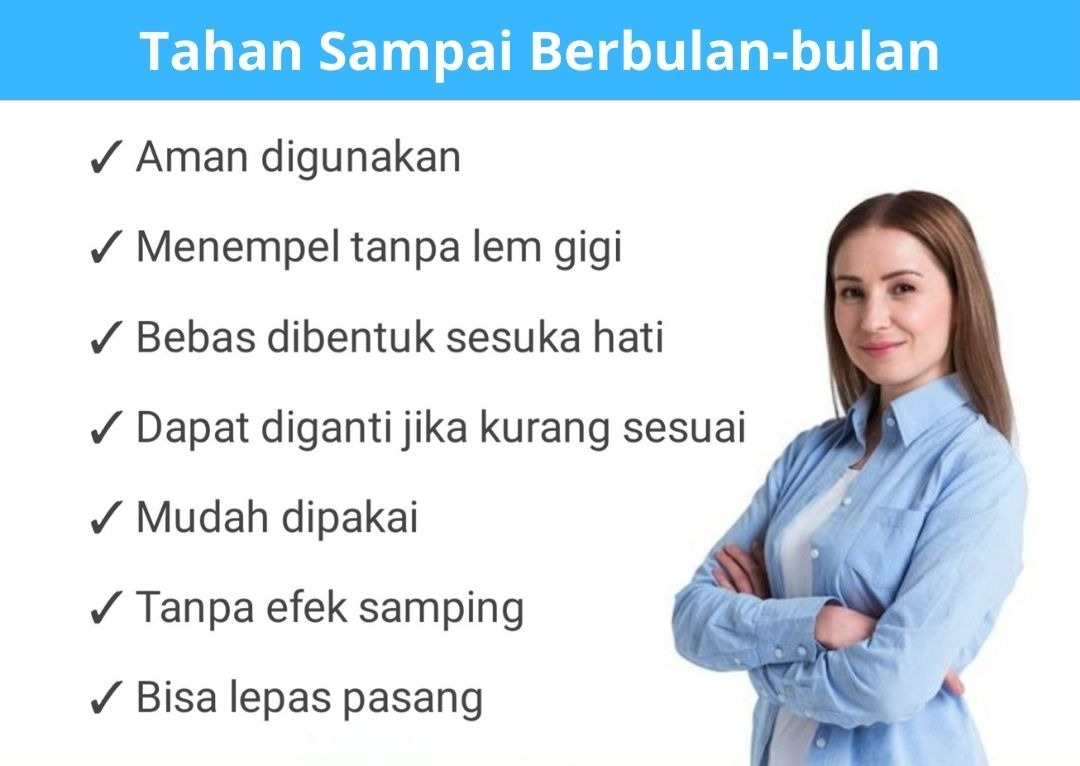 Tahan Sampai Berbulan-bulan
✓ Aman digunakan
✓ Menempel tanpa lem gigi
✓ Bebas dibentuk sesuka hati
✓ Dapat diganti jika kurang sesuai
✓ Mudah dipakai
✓ Tanpa efek samping
✓ Bisa lepas pasang